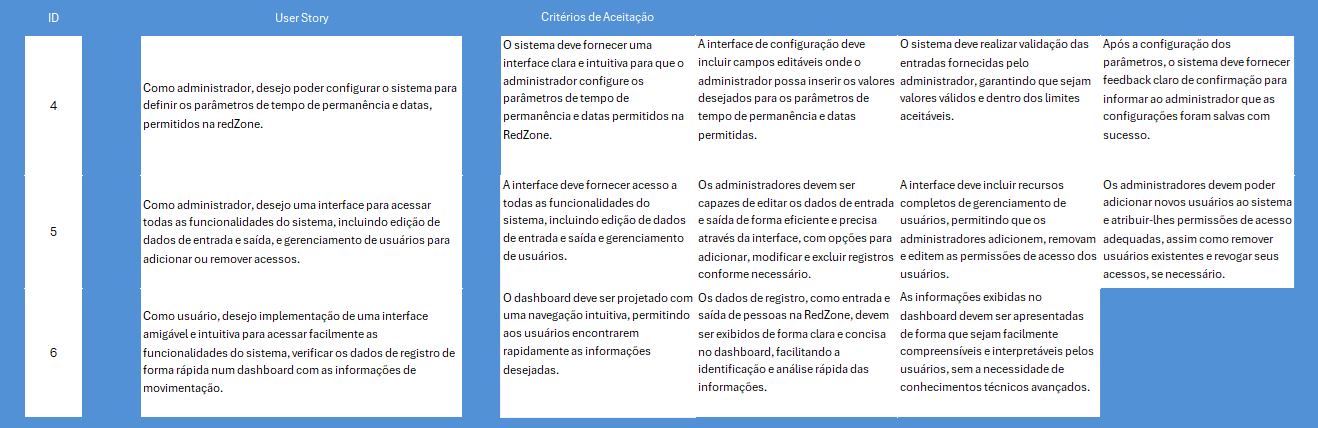 ID
User Story
Critérios de Aceitação
4
Como administrador, desejo poder configurar o sistema para
definir os parâmetros de tempo de permanência e datas,
permitidos na redZone.
O sistema deve fornecer uma
interface clara e intuitiva para que o
administrador configure os
parâmetros de tempo de
permanência e datas permitidos na
RedZone.
A interface de configuração deve
incluir campos editáveis onde o
administrador possa inserir os valores
desejados para os parâmetros de
tempo de permanência e datas
permitidas.
O sistema deve realizar validação das
entradas fornecidas pelo
administrador, garantindo que sejam
valores válidos e dentro dos limites
aceitáveis.
Após a configuração dos
parâmetros, o sistema deve fornecer
feedback claro de confirmação para
informar ao administrador que as
configurações foram salvas com
sucesso.
5
Como administrador, desejo uma interface para acessar
todas as funcionalidades do sistema, incluindo edição de
dados de entrada e saída, e gerenciamento de usuários para
adicionar ou remover acessos.
A interface deve fornecer acesso a
todas as funcionalidades do
sistema, incluindo edição de dados
de entrada e saída e gerenciamento
de usuários.
Os administradores devem ser
capazes de editar os dados de entrada
e saída de forma eficiente e precisa
através da interface, com opções para
adicionar, modificar e excluir registros
conforme necessário.
A interface deve incluir recursos
completos de gerenciamento de
usuários, permitindo que os
administradores adicionem, removam
e editem as permissões de acesso dos
usuários.
Os administradores devem poder
adicionar novos usuários ao sistema
e atribuir-lhes permissões de acesso
adequadas, assim como remover
usuários existentes e revogar seus
acessos, se necessário.
6
Como usuário, desejo implementação de uma interface
amigável e intuitiva para acessar facilmente as
funcionalidades do sistema, verificar os dados de registro de
forma rápida num dashboard com as informações de
movimentação.
O dashboard deve ser projetado com
uma navegação intuitiva, permitindo
aos usuários encontrarem
rapidamente as informações
desejadas.
Os dados de registro, como entrada e
saída de pessoas na RedZone, devem
ser exibidos de forma clara e concisa
no dashboard, facilitando a
identificação e análise rápida das
informações.
As informações exibidas no
dashboard devem ser apresentadas
de forma que sejam facilmente
compreensíveis e interpretáveis pelos
usuários, sem a necessidade de
conhecimentos técnicos avançados.